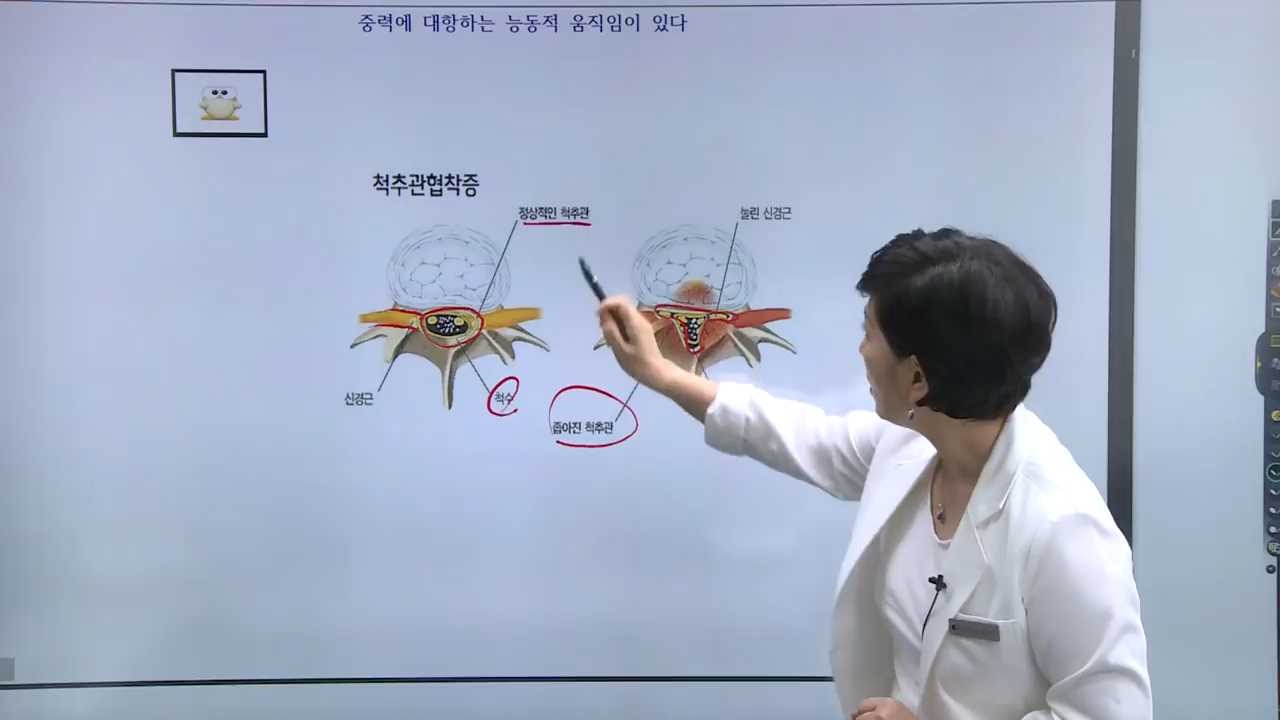 중력에 대항하는 능동적 움직임이 있다
척추관협착증
정상적인 척추관
눌린 신경근
신경근
척수
좁아진 척추관